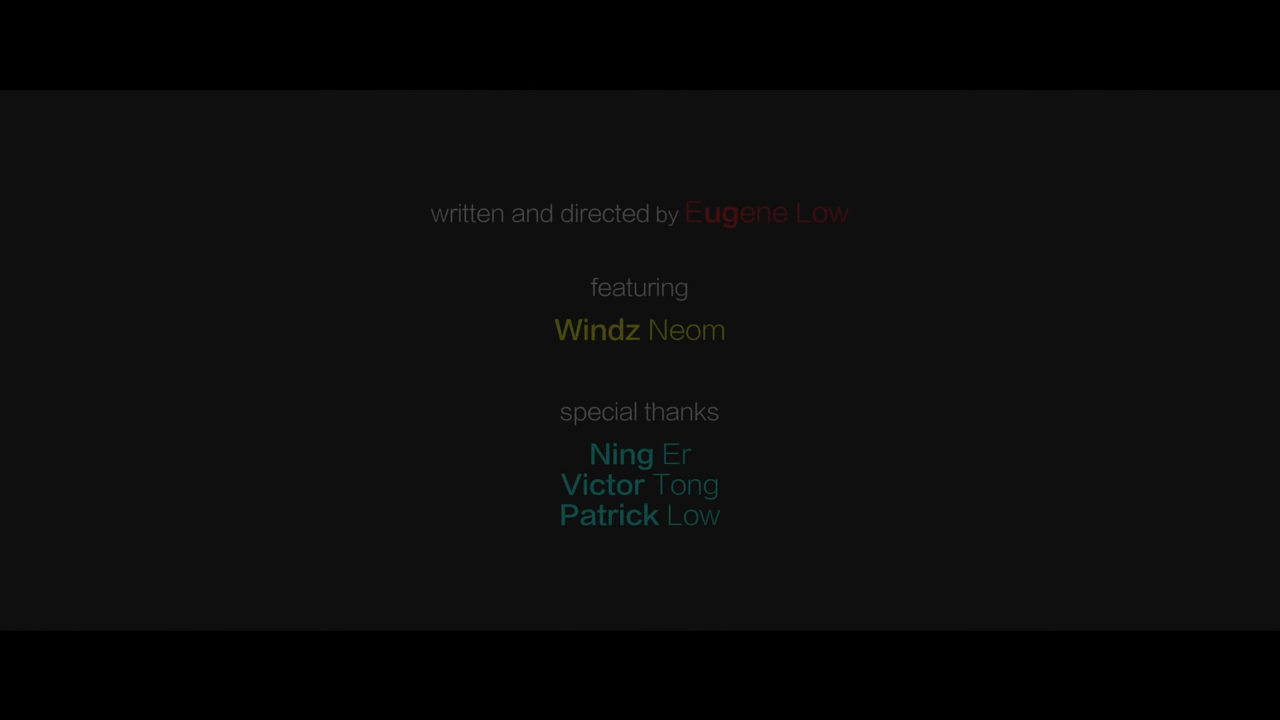 written and directed by Eugene Low
featuring
Windz Neom
special thanks
Ning Er
Victor Tong
Patrick Low